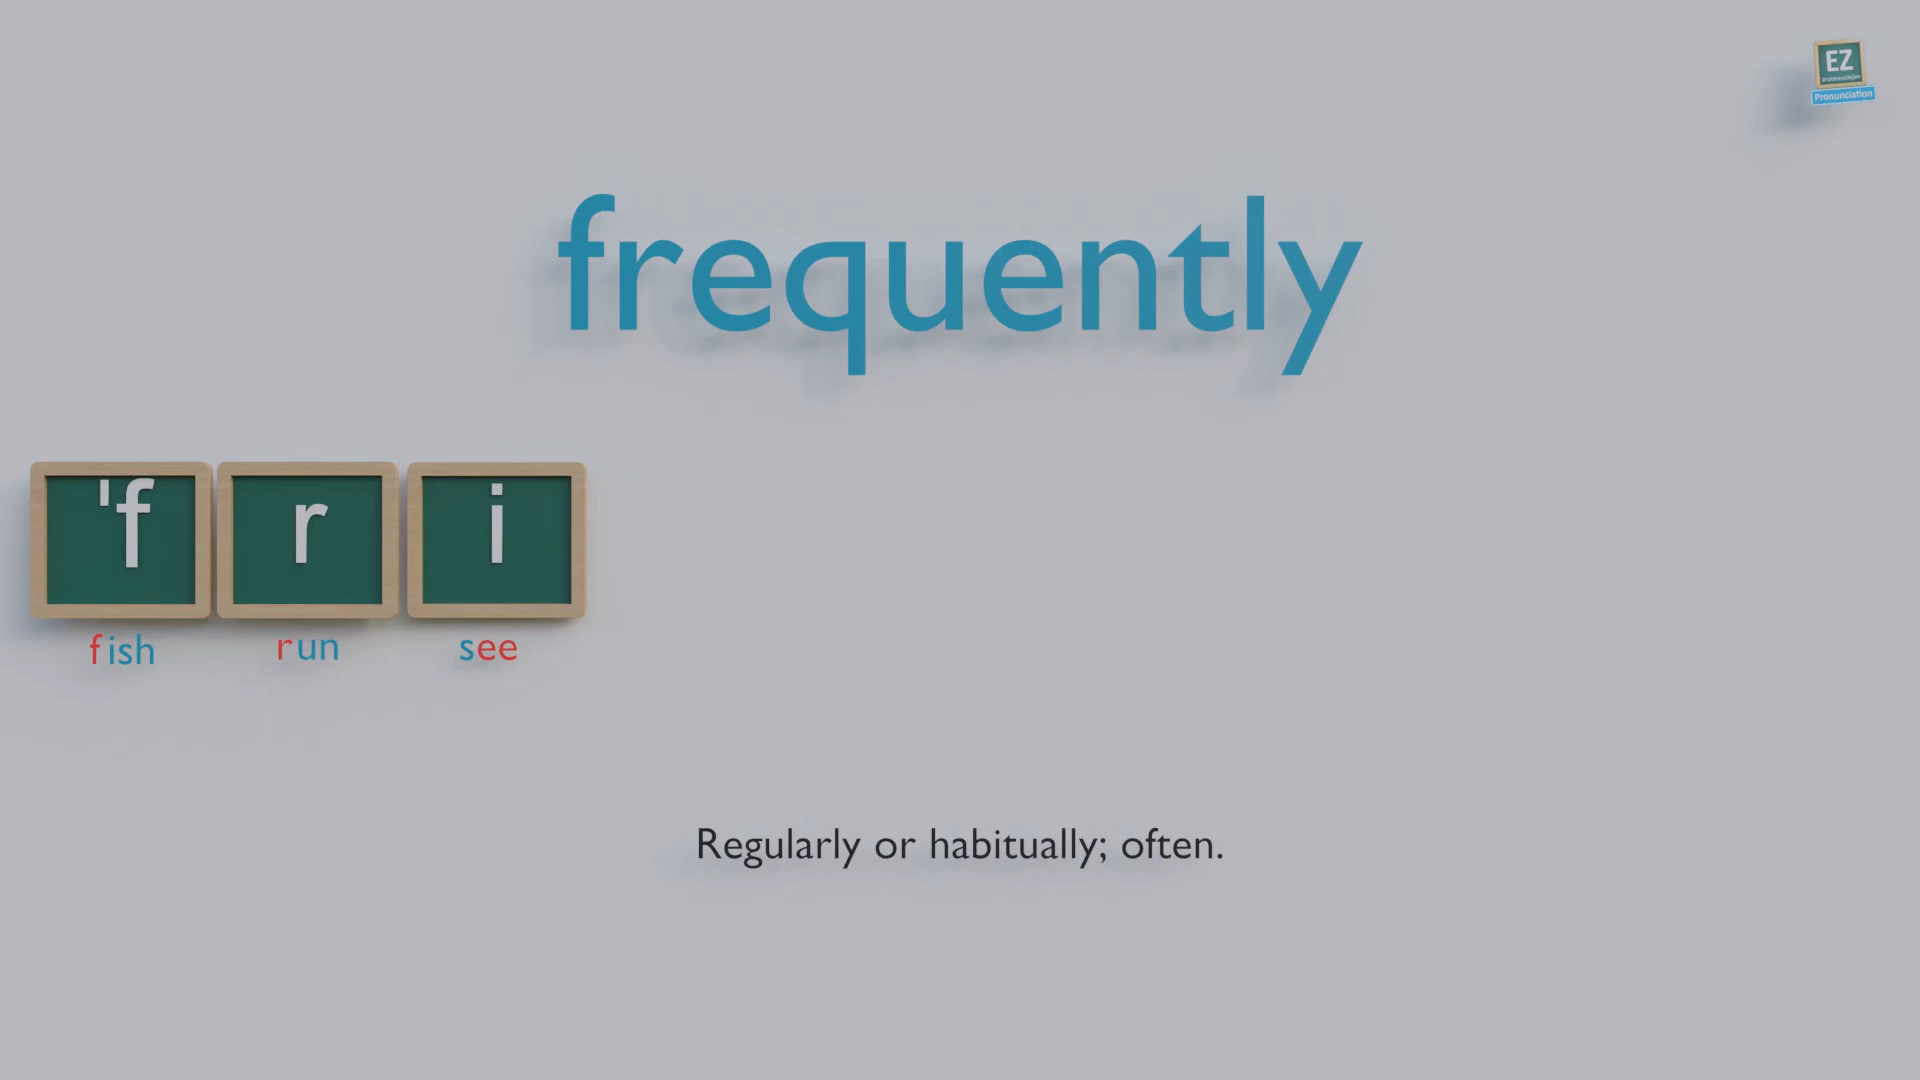 EZ
Pronunciation
frequently
'f r i
fish run see
Regularly or habitually; often.